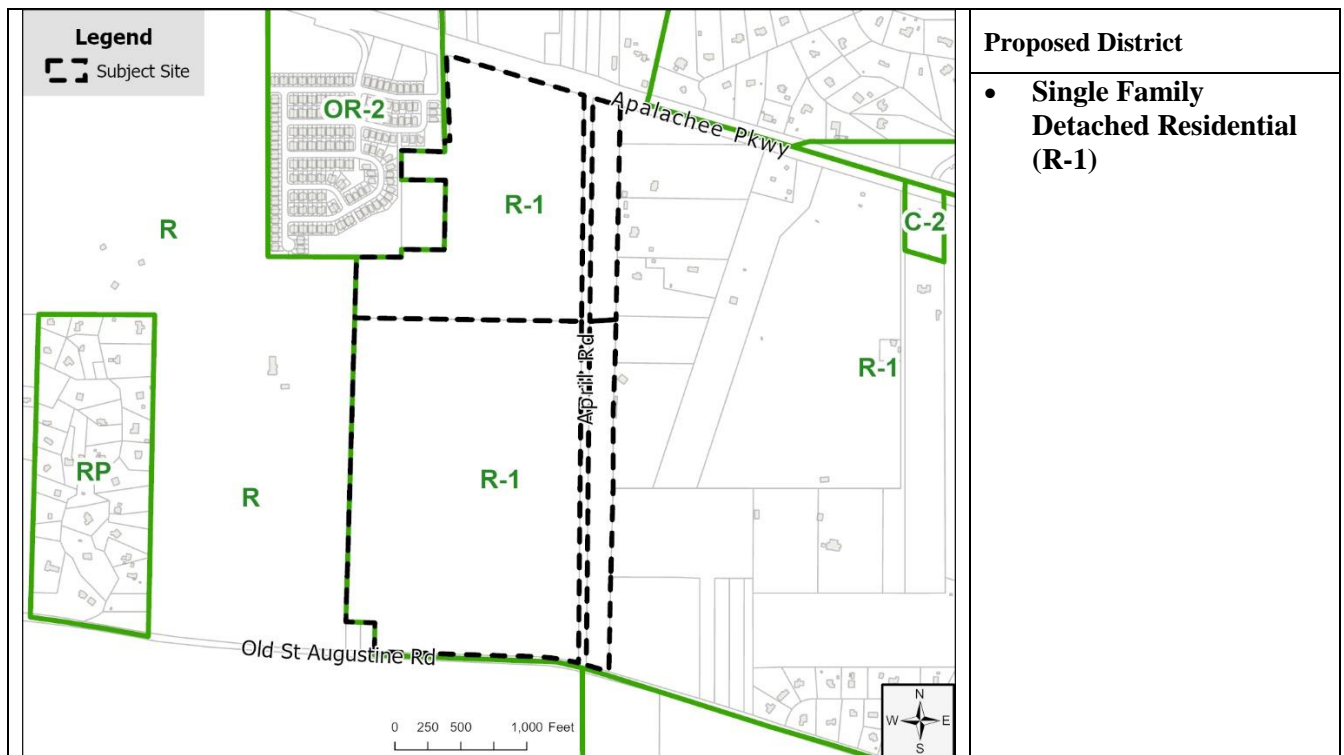 Legend
Subject Site
OR-2
Apalachee Pkwy
R-1
C-2
R
April Rd
R-1
RP
R-1
R
Old St Augustine Rd
0 250 500 1,000 Feet
N
W E
S
Proposed District
• Single Family
Detached Residential
(R-1)